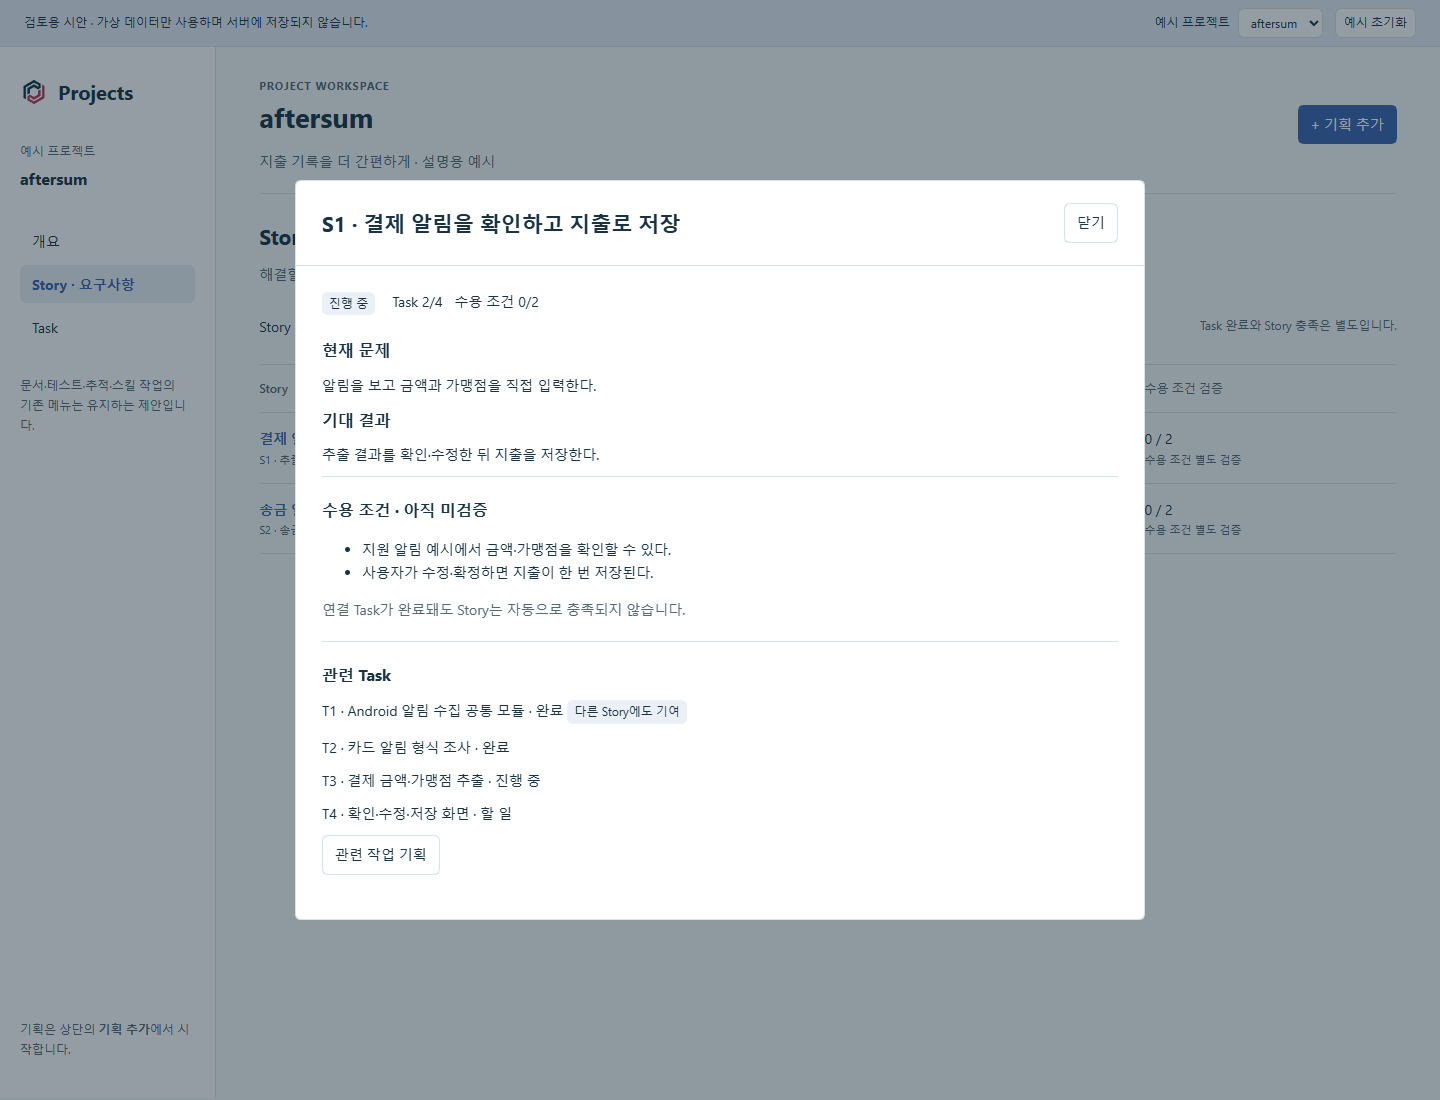 검토용 시안 · 가상 데이터만 사용하며 서버에 저장되지 않습니다.
예시 프로젝트
aftersum
예시 초기화
Projects
예시 프로젝트
aftersum
개요
Story · 요구사항
Task
문서·테스트·추적·스킬 작업의
기존 메뉴는 유지하는 제안입니
다.
기획은 상단의 기획 추가에서 시
작합니다.
PROJECT WORKSPACE
aftersum
지출 기록을 더 간편하게 · 설명용 예시
+ 기획 추가
Story
Task 완료와 Story 충족은 별도입니다.
Story
수용 조건 검증
결제
S1 ·
0 / 2
수용 조건 별도 검증
송금
S2 ·
0 / 2
수용 조건 별도 검증
S1 · 결제 알림을 확인하고 지출로 저장
닫기
진행 중
Task 2/4
수용 조건 0/2
현재 문제
알림을 보고 금액과 가맹점을 직접 입력한다.
기대 결과
추출 결과를 확인·수정한 뒤 지출을 저장한다.
수용 조건 · 아직 미검증
지원 알림 예시에서 금액·가맹점을 확인할 수 있다.
사용자가 수정·확정하면 지출이 한 번 저장된다.
연결 Task가 완료돼도 Story는 자동으로 충족되지 않습니다.
관련 Task
T1 · Android 알림 수집 공통 모듈 · 완료 다른 Story에도 기여
T2 · 카드 알림 형식 조사 · 완료
T3 · 결제 금액·가맹점 추출 · 진행 중
T4 · 확인·수정·저장 화면 · 할 일
관련 작업 기획